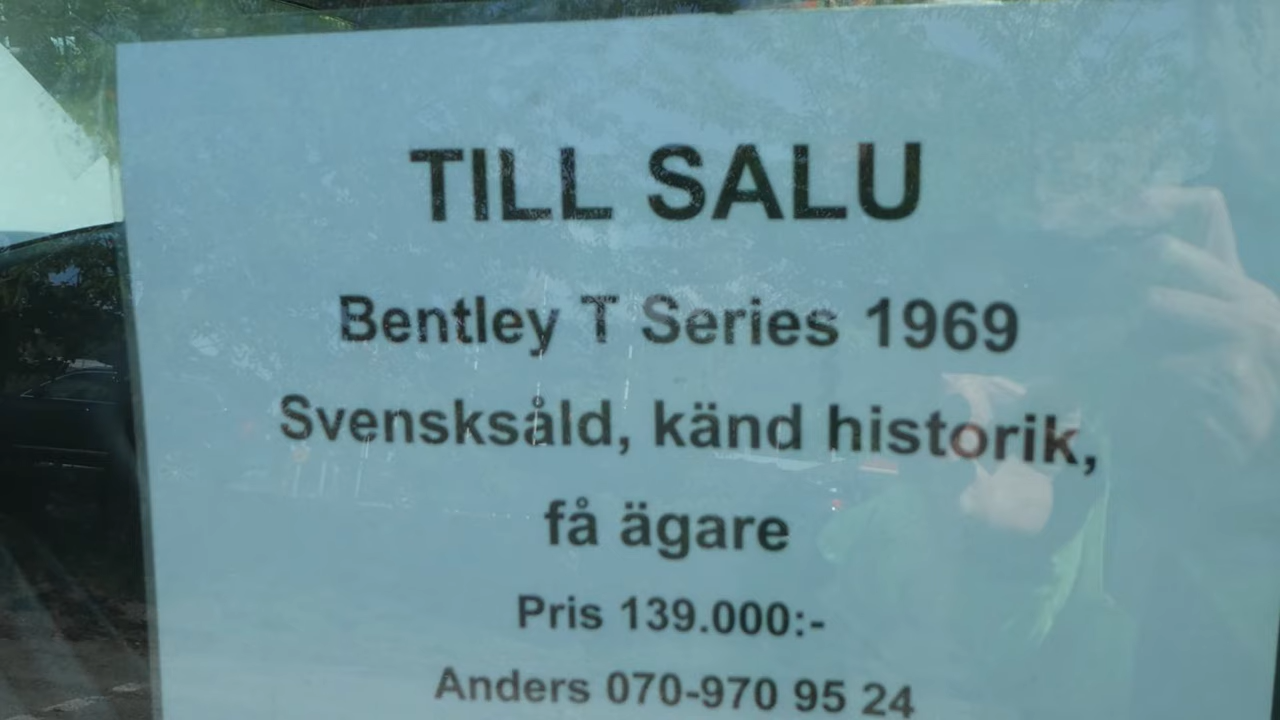 TILL SALU
Bentley T Series 1969
Svensksåld, känd historik,
få ägare
Pris 139.000:-
Anders 070-970 95 24